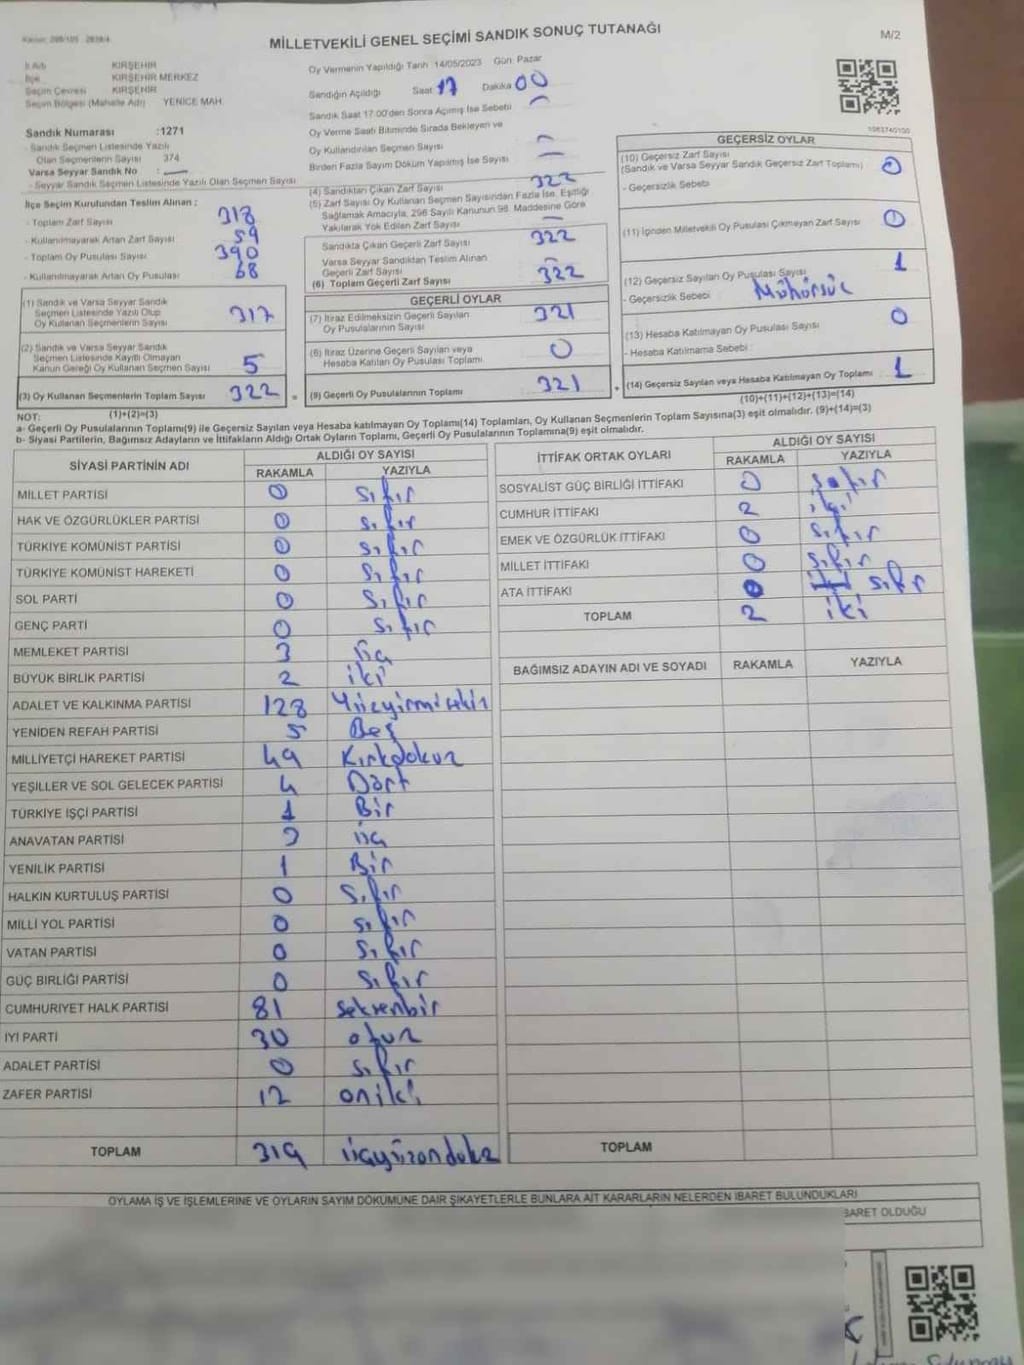 MİLLETVEKİLİ GENEL SEÇİMİ SANDIK SONUÇ TUTANAĞI
M/2
İl Adı KIRŞEHİR
İlçe KIRŞEHİR MERKEZ
Seçim Çevresi KIRŞEHİR
Seçim Bölgesi (Mahalle Adı) YENİCE MAH.
Sandık Numarası :1271
- Sandık Seçmen Listesinde Yazılı
Olan Seçmenlerin Sayısı 374
Varsa Seyyar Sandık No : —
- Seyyar Sandık Seçmen Listesinde Yazılı Olan Seçmen Sayısı
İlçe Seçim Kurulundan Teslim Alınan :
- Toplam Zarf Sayısı
- Kullanılmayarak Artan Zarf Sayısı 59
- Toplam Oy Pusulası Sayısı 390
- Kullanılmayarak Artan Oy Pusulası 68
(1) Sandık ve Varsa Seyyar Sandık
Seçmen Listesinde Yazılı Olup
Oy Kullanan Seçmenlerin Sayısı 317
(2) Sandık ve Varsa Seyyar Sandık
Seçmen Listesinde Kayıtlı Olmayan
Kanun Gereği Oy Kullanan Seçmen Sayısı 5
(3) Oy Kullanan Seçmenlerin Toplam Sayısı 322
(1)+(2)=(3)
Oy Vermenin Yapıldığı Tarih 14/05/2023 Gün: Pazar
Sandığın Açıldığı Saat 17 Dakika 00
Sandık Saat 17.00'den Sonra Açılmış İse Sebebi —
Oy Verme Saati Bitiminde Sırada Bekleyen ve
Oy Kullandırılan Seçmen Sayısı —
Birden Fazla Sayım Döküm Yapılmış İse Sayısı —
(4) Sandıktan Çıkan Zarf Sayısı 322
(5) Zarf Sayısı Oy Kullanan Seçmen Sayısından Fazla İse, Eşitliği
Sağlamak Amacıyla, 298 Sayılı Kanunun 98. Maddesine Göre
Yakılarak Yok Edilen Zarf Sayısı —
Sandıkta Çıkan Geçerli Zarf Sayısı 322
Varsa Seyyar Sandıktan Teslim Alınan
Geçerli Zarf Sayısı —
(6) Toplam Geçerli Zarf Sayısı 322
GEÇERLİ OYLAR
(7) İtiraz Edilmeksizin Geçerli Sayılan
Oy Pusulalarının Sayısı 321
(8) İtiraz Üzerine Geçerli Sayılan veya
Hesaba Katılan Oy Pusulası Toplamı 0
(9) Geçerli Oy Pusulalarının Toplamı 321
GEÇERSİZ OYLAR
(10) Geçersiz Zarf Sayısı
(Sandık ve Varsa Seyyar Sandık Geçersiz Zarf Toplamı) 0
- Geçersizlik Sebebi
(11) İçinden Milletvekili Oy Pusulası Çıkmayan Zarf Sayısı 0
(12) Geçersiz Sayılan Oy Pusulası Sayısı 1
- Geçersizlik Sebebi Mühürsüz
(13) Hesaba Katılmayan Oy Pusulası Sayısı 0
- Hesaba Katılmama Sebebi :
(14) Geçersiz Sayılan veya Hesaba Katılmayan Oy Toplamı 1
(10)+(11)+(12)+(13)=(14)
NOT:
a- Geçerli Oy Pusulalarının Toplamı(9) ile Geçersiz Sayılan veya Hesaba katılmayan Oy Toplamı(14) Toplamları, Oy Kullanan Seçmenlerin Toplam Sayısına(3) eşit olmalıdır. (9)+(14)=(3)
b- Siyasi Partilerin, Bağımsız Adayların ve İttifakların Aldığı Ortak Oyların Toplamı, Geçerli Oy Pusulalarının Toplamına(9) eşit olmalıdır.
SİYASİ PARTİNİN ADI ALDIĞI OY SAYISI
RAKAMLA YAZIYLA
MİLLET PARTİSİ 0 sıfır
HAK VE ÖZGÜRLÜKLER PARTİSİ 0 sıfır
TÜRKİYE KOMÜNİST PARTİSİ 0 sıfır
TÜRKİYE KOMÜNİST HAREKETİ 0 sıfır
SOL PARTİ 0 sıfır
GENÇ PARTİ 0 sıfır
MEMLEKET PARTİSİ 3 üç
BÜYÜK BİRLİK PARTİSİ 2 iki
ADALET VE KALKINMA PARTİSİ 128 Yüzyirmisekiz
YENİDEN REFAH PARTİSİ 5 Beş
MİLLİYETÇİ HAREKET PARTİSİ 49 Kırkdokuz
YEŞİLLER VE SOL GELECEK PARTİSİ 4 Dört
TÜRKİYE İŞÇİ PARTİSİ 1 Bir
ANAVATAN PARTİSİ 3 üç
YENİLİK PARTİSİ 1 Bir
HALKIN KURTULUŞ PARTİSİ 0 sıfır
MİLLİ YOL PARTİSİ 0 sıfır
VATAN PARTİSİ 0 sıfır
GÜÇ BİRLİĞİ PARTİSİ 0 sıfır
CUMHURİYET HALK PARTİSİ 81 seksenbir
İYİ PARTİ 30 otuz
ADALET PARTİSİ 0 sıfır
ZAFER PARTİSİ 12 oniki
TOPLAM 319 üçyüzondokuz
İTTİFAK ORTAK OYLARI ALDIĞI OY SAYISI
RAKAMLA YAZIYLA
SOSYALİST GÜÇ BİRLİĞİ İTTİFAKI 0 sıfır
CUMHUR İTTİFAKI 2 iki
EMEK VE ÖZGÜRLÜK İTTİFAKI 0 sıfır
MİLLET İTTİFAKI 0 sıfır
ATA İTTİFAKI 0 sıfır
TOPLAM 2 iki
BAĞIMSIZ ADAYIN ADI VE SOYADI RAKAMLA YAZIYLA
TOPLAM
OYLAMA İŞ VE İŞLEMLERİNE VE OYLARIN SAYIM DÖKÜMÜNE DAİR ŞİKAYETLERLE BUNLARA AİT KARARLARIN NELERDEN İBARET BULUNDUKLARI
BARET OLDUĞU